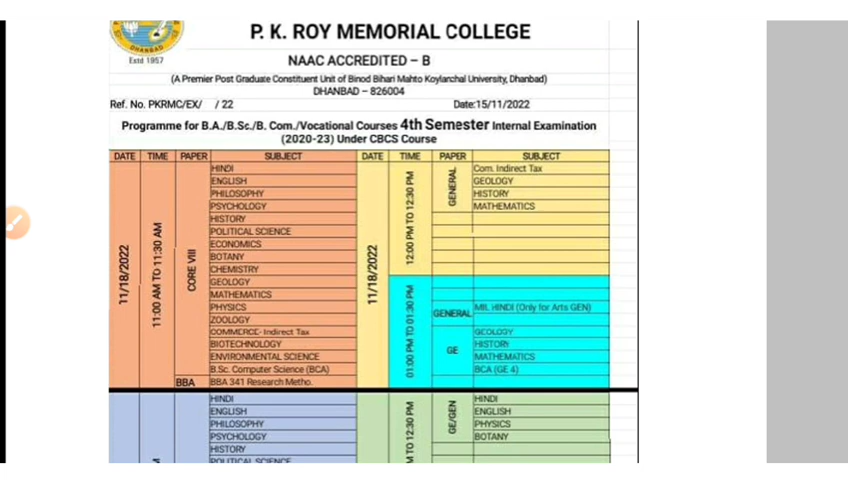 DHANBAD
Estd 1957
P. K. ROY MEMORIAL COLLEGE
NAAC ACCREDITED – B
(A Premier Post Graduate Constituent Unit of Binod Bihari Mahto Koylanchal University, Dhanbad)
DHANBAD – 826004
Ref. No. PKRMC/EX/ / 22 Date:15/11/2022
Programme for B.A./B.Sc./B. Com./Vocational Courses 4th Semester Internal Examination
(2020-23) Under CBCS Course
DATE TIME PAPER SUBJECT DATE TIME PAPER SUBJECT
11/18/2022
11:00 AM TO 11:30 AM
CORE VIII
HINDI
ENGLISH
PHILOSOPHY
PSYCHOLOGY
HISTORY
POLITICAL SCIENCE
ECONOMICS
BOTANY
CHEMISTRY
GEOLOGY
MATHEMATICS
PHYSICS
ZOOLOGY
COMMERCE- Indirect Tax
BIOTECHNOLOGY
ENVIRONMENTAL SCIENCE
B.Sc. Computer Science (BCA)
BBA BBA 341 Research Metho.
11/18/2022
12:00 PM TO 12:30 PM
GENERAL
Com. Indirect Tax
GEOLOGY
HISTORY
MATHEMATICS
01:00 PM TO 01:30 PM
GENERAL MIL HINDI (Only for Arts GEN)
GE
GEOLOGY
HISTORY
MATHEMATICS
BCA (GE 4)
HINDI
ENGLISH
PHILOSOPHY
PSYCHOLOGY
HISTORY
POLITICAL SCIENCE
M TO 12:30 PM
GE/GEN
HINDI
ENGLISH
PHYSICS
BOTANY